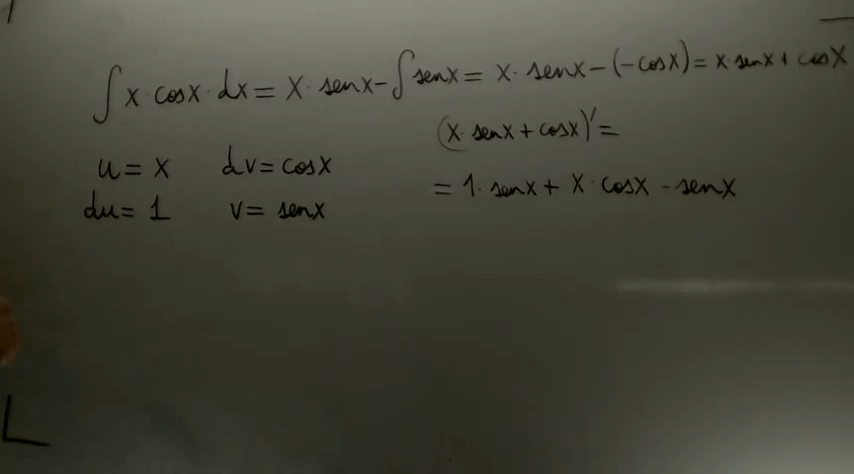 ∫ x · cosx · dx = x · senx - ∫ senx = x · senx - (-cosx) = x · senx + cosx
(x · senx + cosx)' =
u = x dv = cosx
= 1 · senx + x · cosx - senx
du = 1 v = senx